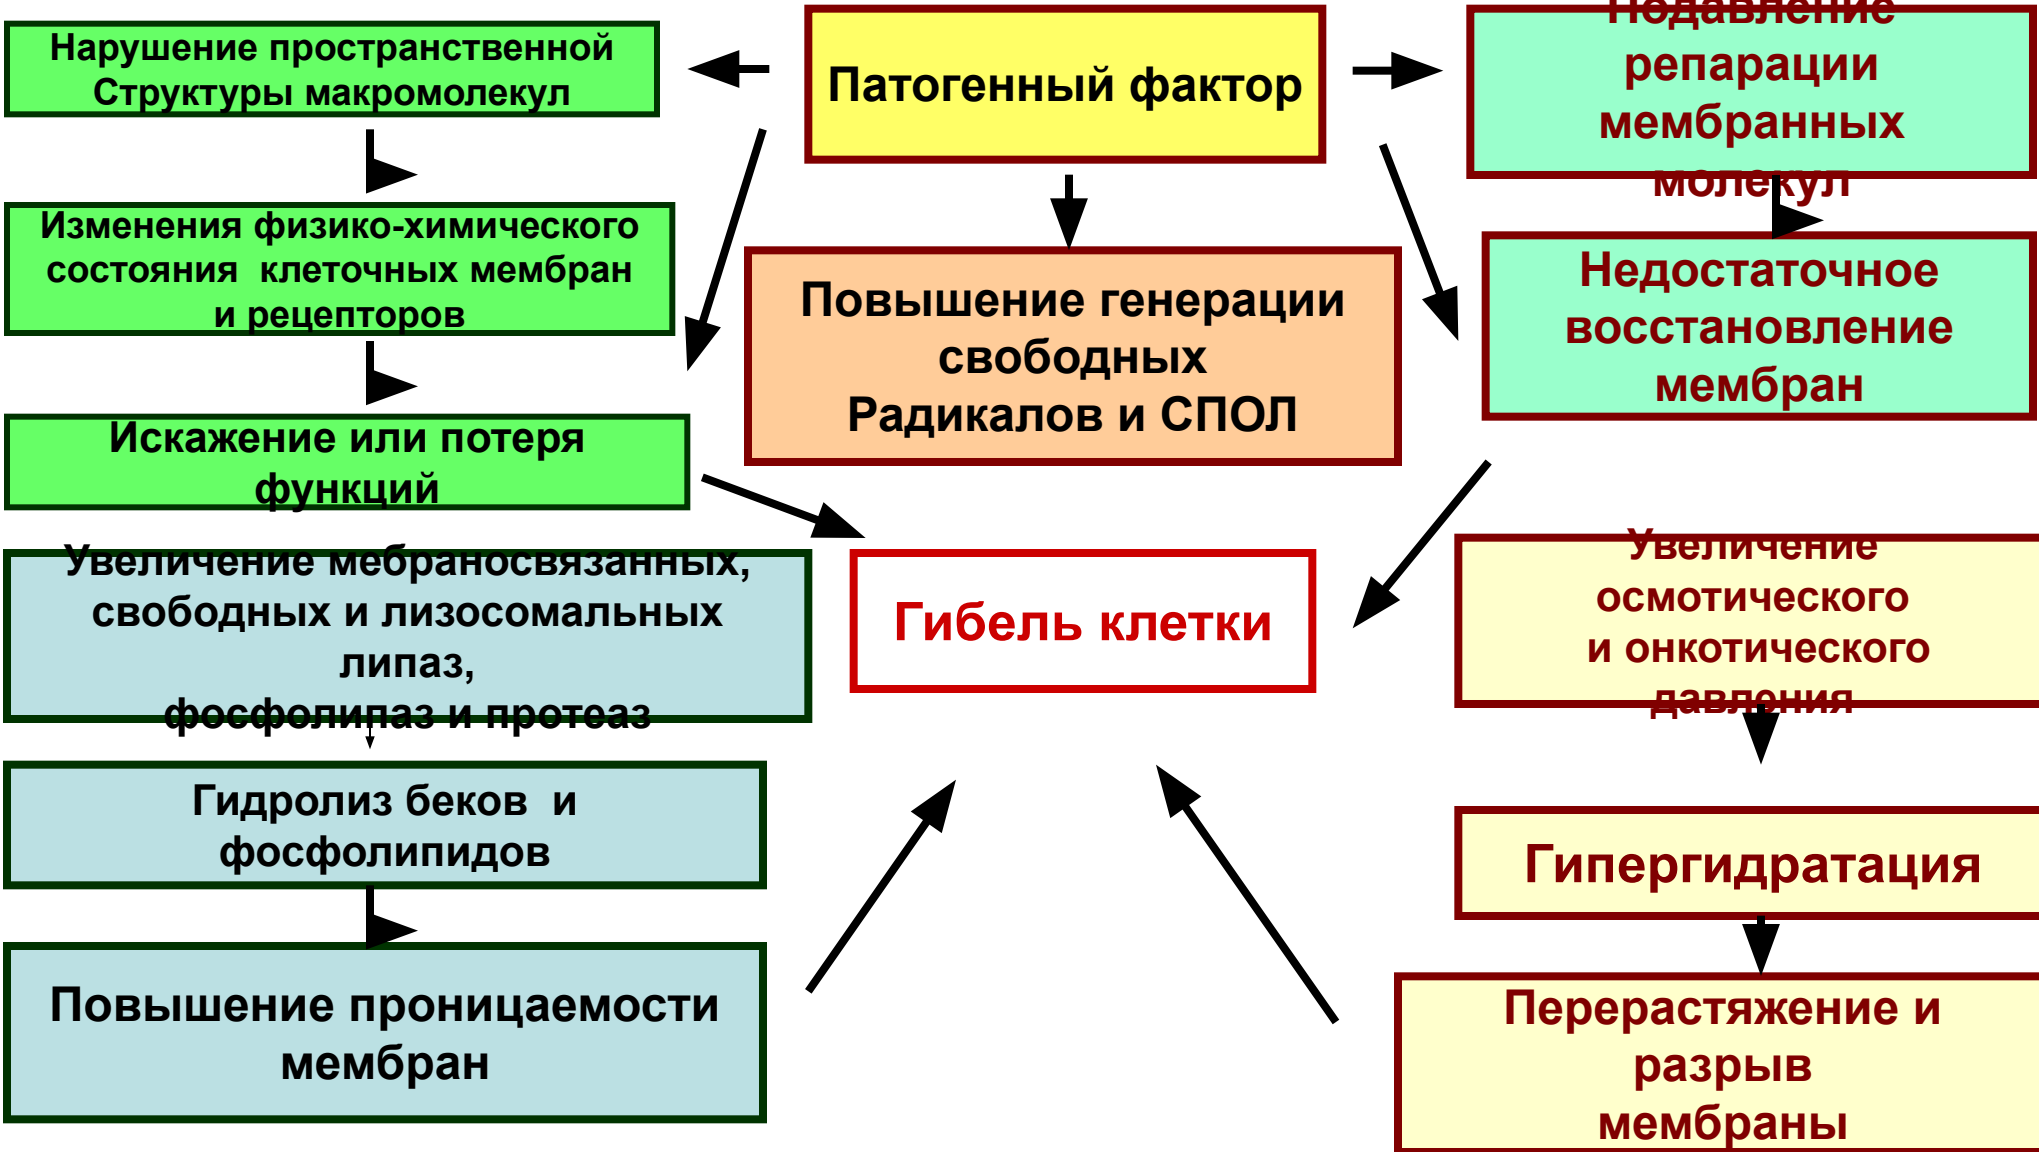 Нарушение пространственной
Структуры макромолекул
Патогенный фактор
Подавление
репарации
мембранных
молекул
Изменения физико-химического
состояния клеточных мембран
и рецепторов
Повышение генерации
свободных
Радикалов и СПОЛ
Недостаточное
восстановление
мембран
Искажение или потеря
функций
Увеличение мебраносвязанных,
свободных и лизосомальных
липаз,
фосфолипаз и протеаз
Гибель клетки
Увеличение
осмотического
и онкотического
давления
Гидролиз беков и
фосфолипидов
Гипергидратация
Повышение проницаемости
мембран
Перерастяжение и
разрыв
мембраны